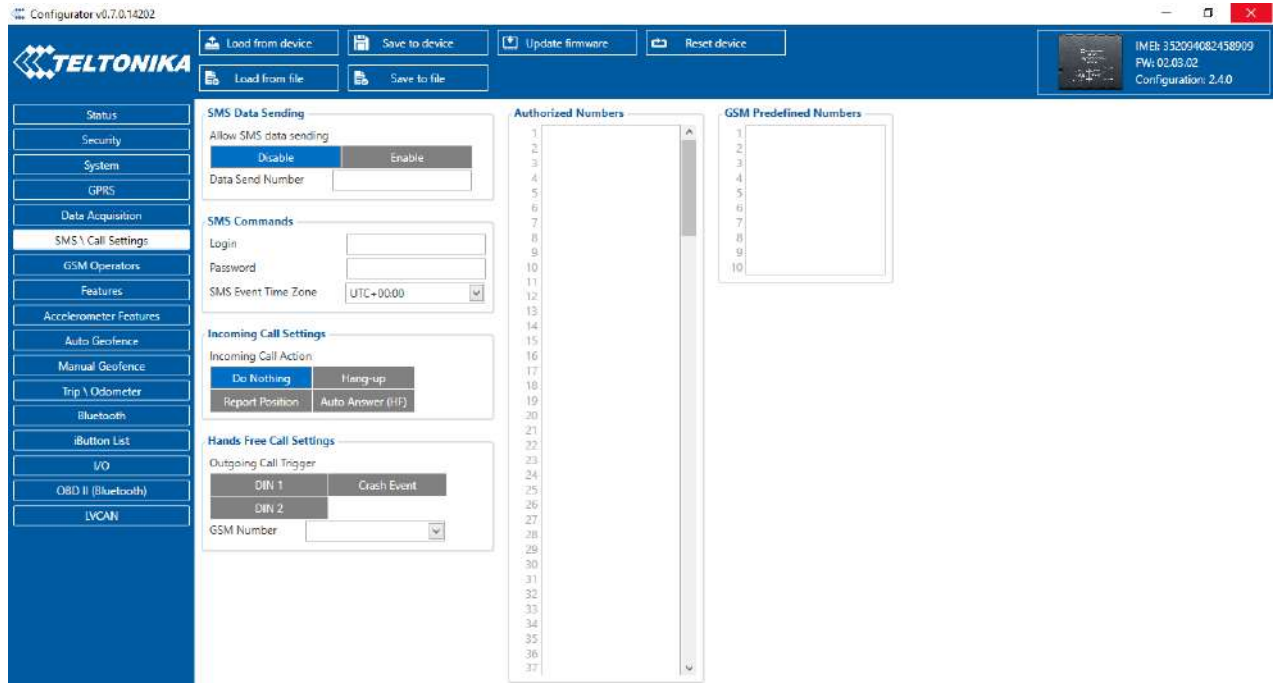 Configurator v0.7.0.14202
TELTONIKA
Load from device
Save to device
Update firmware
Reset device
Load from file
Save to file
IMEI: 352094082458909
FW: 02.03.02
Configuration: 2.4.0
Status
Security
System
GPRS
Data Acquisition
SMS \ Call Settings
GSM Operators
Features
Accelerometer Features
Auto Geofence
Manual Geofence
Trip \ Odometer
Bluetooth
iButton List
I/O
OBD II (Bluetooth)
LVCAN
SMS Data Sending
Allow SMS data sending
Disable Enable
Data Send Number
SMS Commands
Login
Password
SMS Event Time Zone UTC+00:00
Incoming Call Settings
Incoming Call Action
Do Nothing Hang-up
Report Position Auto Answer (HF)
Hands Free Call Settings
Outgoing Call Trigger
DIN 1 Crash Event
DIN 2
GSM Number
Authorized Numbers
1
2
3
4
5
6
7
8
9
10
11
12
13
14
15
16
17
18
19
20
21
22
23
24
25
26
27
28
29
30
31
32
33
34
35
36
37
GSM Predefined Numbers
1
2
3
4
5
6
7
8
9
10